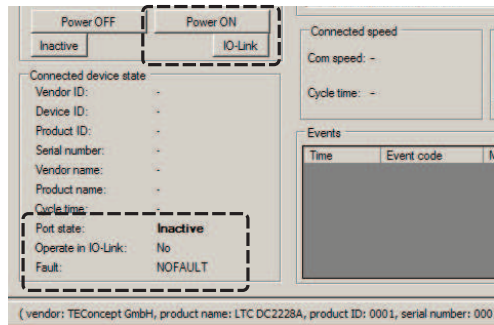 Power OFF
Power ON
Inactive
IO-Link
Connected device state
Vendor ID: -
Device ID: -
Product ID: -
Serial number: -
Vendor name: -
Product name: -
Cycle time: -
Port state: Inactive
Operate in IO-Link: No
Fault: NOFAULT
Connected speed
Com speed: -
Cycle time: -
Events
Time Event code
( vendor: TEConcept GmbH, product name: LTC DC2228A, product ID: 0001, serial number: 000